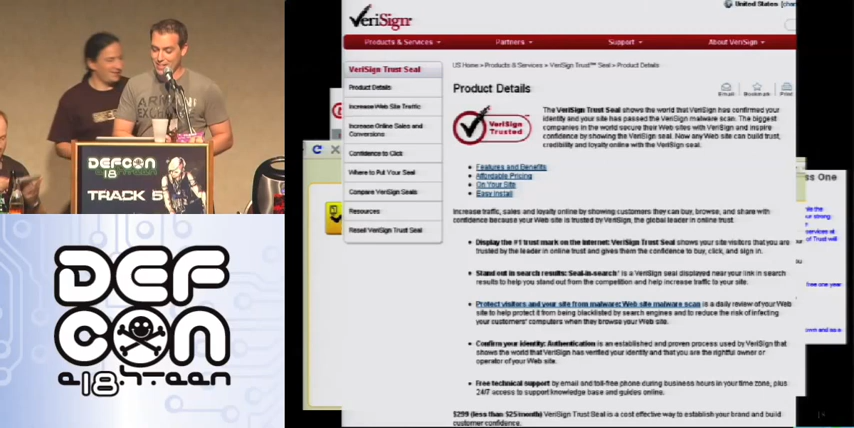 ARMANI
DEFCON
18
TRACK 5
DEF
CON
e18hteen
United States
VeriSign
Products & Services
Partners
Support
About VeriSign
US Home > Products & Services > VeriSign Trust™ Seal > Product Details
VeriSign Trust Seal
Product Details
Increase Web Site Traffic
Increase Online Sales and
Conversions
Confidence to Click
Where to Put Your Seal
Compare VeriSign Seals
Resources
Resell VeriSign Trust Seal
Product Details
Email
Bookmark
Print
VeriSign
Trusted
The VeriSign Trust Seal shows the world that VeriSign has confirmed your
identity and your site has passed the VeriSign malware scan. The biggest
companies in the world secure their Web sites with VeriSign and inspire
confidence by showing our seal. Now any Web site can build trust,
credibility and loyalty online with the VeriSign seal.
Features and Benefits
Affordable Pricing
On Your Site
Easy Install
Increase traffic, sales and loyalty online by showing customers they can buy, browse, and share with
confidence because your Web site is trusted by VeriSign, the global leader in online trust.
Display the #1 trust mark on the Internet: VeriSign Trust Seal shows your site visitors that you are
trusted by the leader in online trust and gives them the confidence to buy, click, and sign in.
Stand out in search results: Seal-in-search is a VeriSign seal displayed near your link in search
results to help you stand out from the competition and help increase traffic to your site.
Protect visitors and your site from malware: Web site malware scan is a daily review of your Web
site to help protect it from being blacklisted by search engines and to reduce the risk of infecting
your customers' computers when they browse your Web site.
Confirm your identity: Authentication is an established and proven process used by VeriSign that
shows the world that VeriSign has verified your identity and that you are the rightful owner or
operator of your Web site.
Free technical support by email and toll-free phone during business hours in your time zone, plus
24/7 access to support knowledge base and guides online.
$299 (less than $25/month) VeriSign Trust Seal is a cost effective way to establish your brand and build
customer confidence.
ss One
your strong
services at
of Trust will
free one year